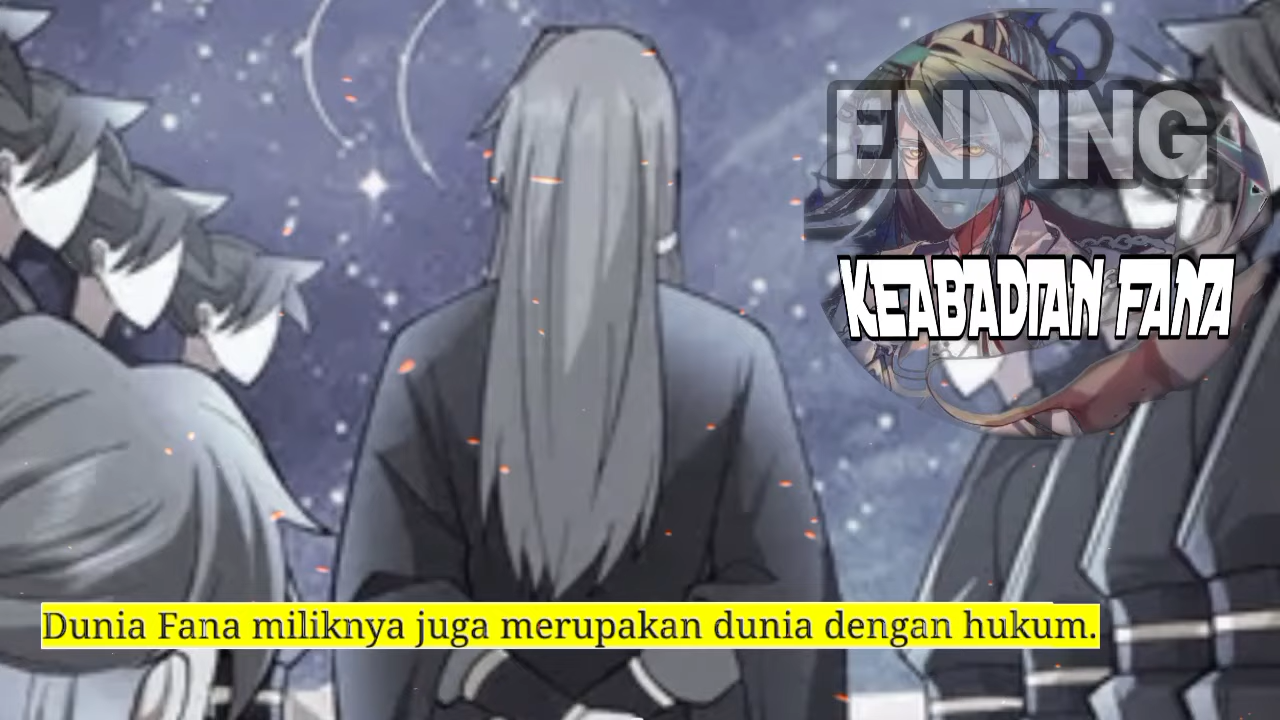 ENDING
KEABADIAN FANA
Dunia Fana miliknya juga merupakan dunia dengan hukum.